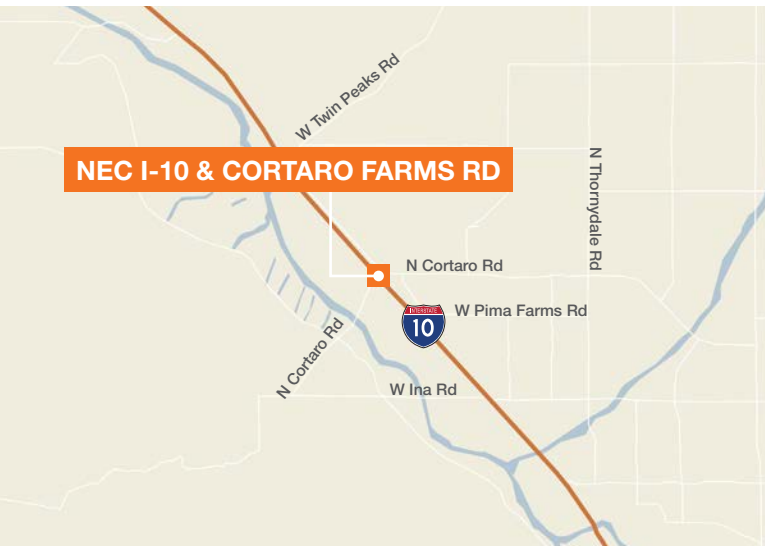 W Twin Peaks Rd
NEC I-10 & CORTARO FARMS RD
N Thornydale Rd
N Cortaro Rd
INTERSTATE
10
W Pima Farms Rd
N Cortaro Rd
W Ina Rd